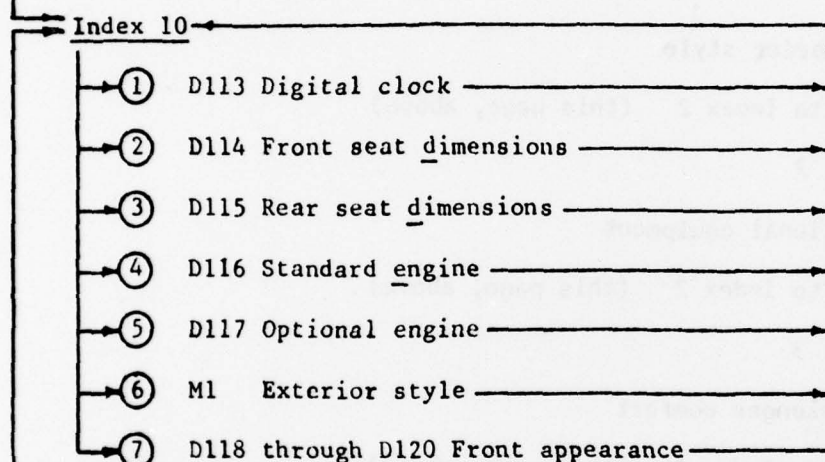 Index 10
1 D113 Digital clock
2 D114 Front seat dimensions
3 D115 Rear seat dimensions
4 D116 Standard engine
5 D117 Optional engine
6 M1 Exterior style
7 D118 through D120 Front appearance